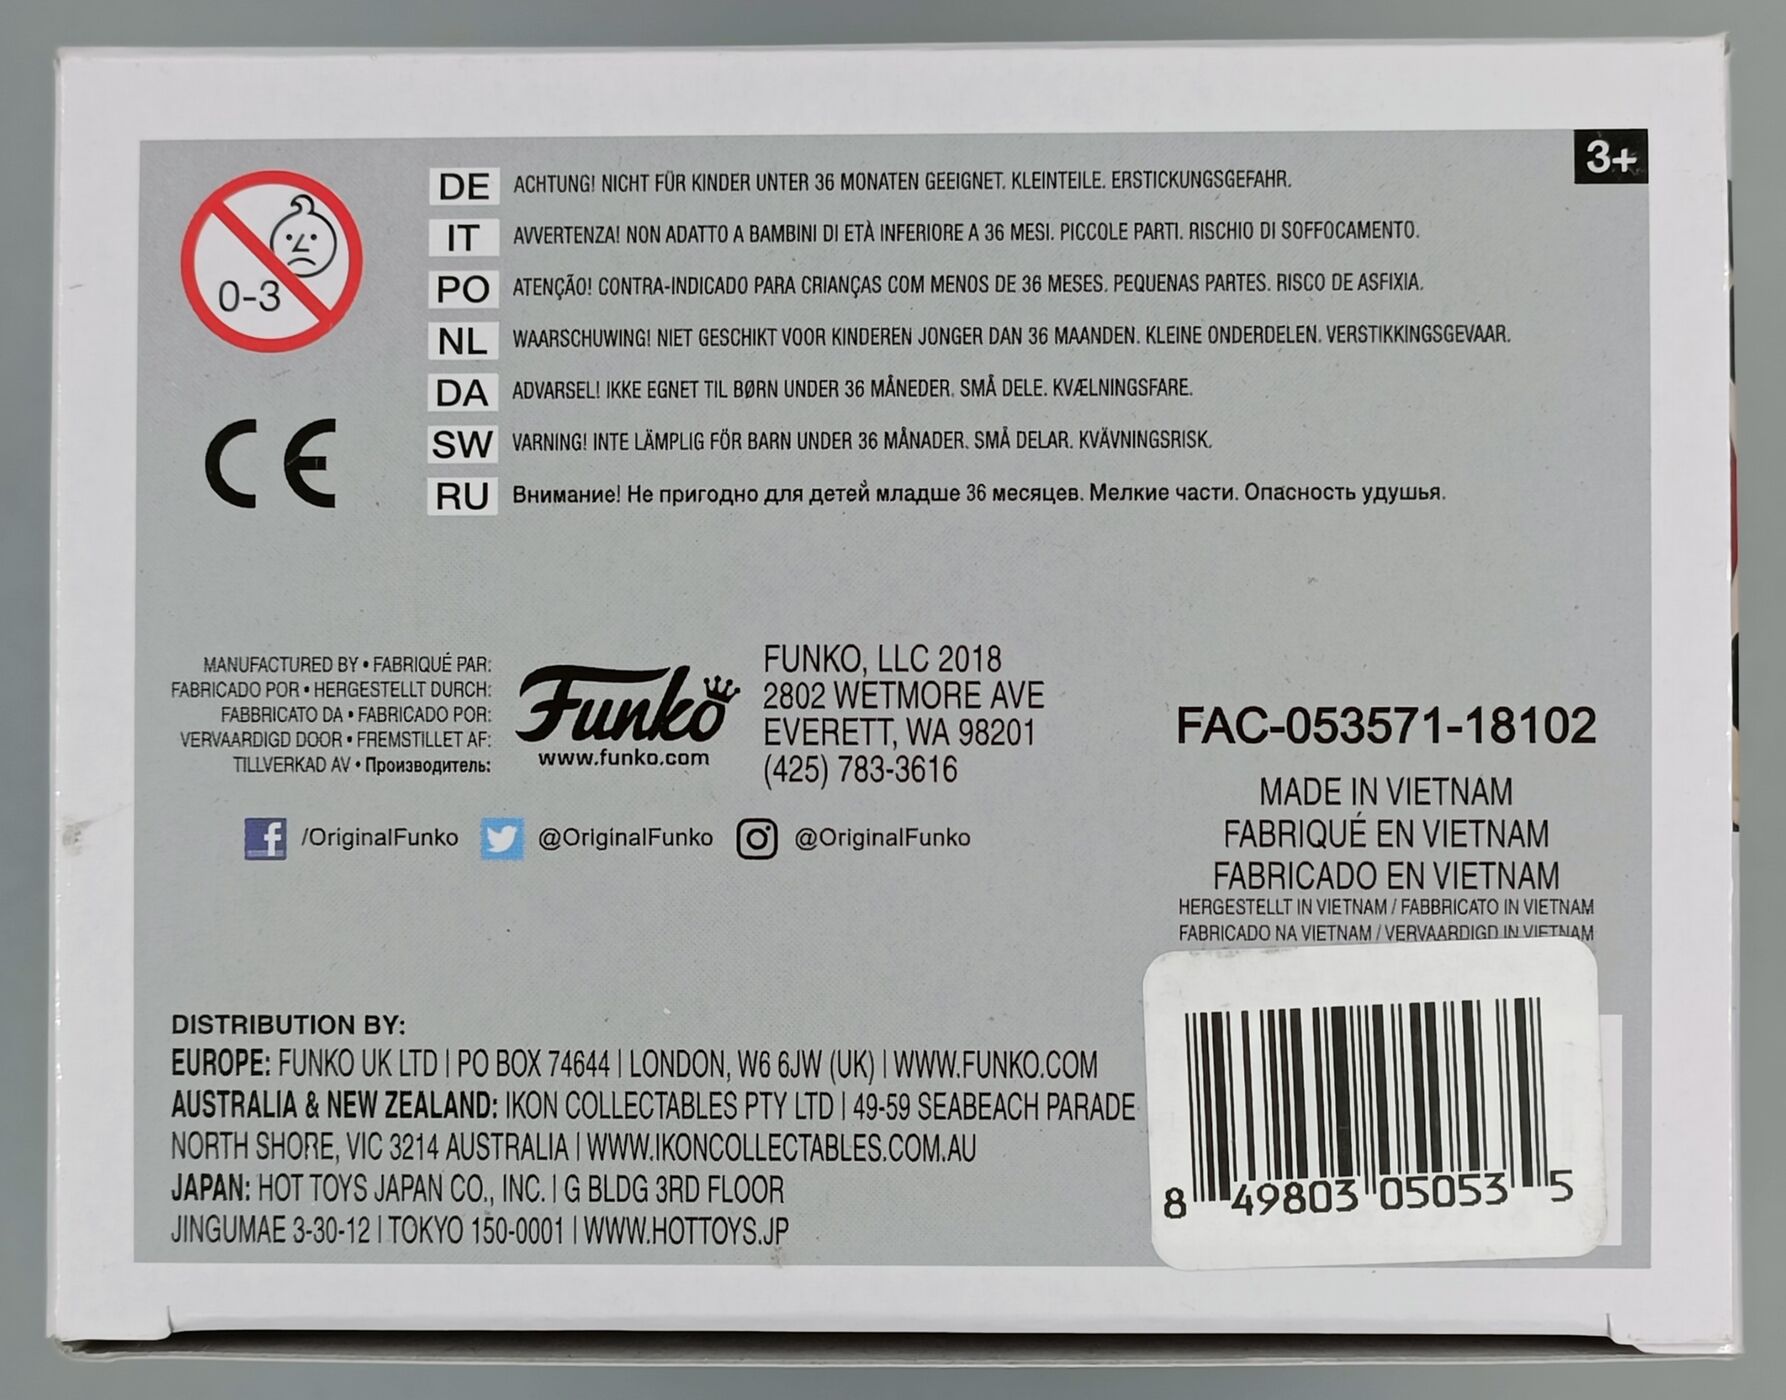 3+
0-3
DE ACHTUNG! NICHT FÜR KINDER UNTER 36 MONATEN GEEIGNET. KLEINTEILE. ERSTICKUNGSGEFAHR.
IT AVVERTENZA! NON ADATTO A BAMBINI DI ETÀ INFERIORE A 36 MESI. PICCOLE PARTI. RISCHIO DI SOFFOCAMENTO.
PO ATENÇÃO! CONTRA-INDICADO PARA CRIANÇAS COM MENOS DE 36 MESES. PEQUENAS PARTES. RISCO DE ASFIXIA.
NL WAARSCHUWING! NIET GESCHIKT VOOR KINDEREN JONGER DAN 36 MAANDEN. KLEINE ONDERDELEN. VERSTIKKINGSGEVAAR.
DA ADVARSEL! IKKE EGNET TIL BØRN UNDER 36 MÅNEDER. SMÅ DELE. KVÆLNINGSFARE.
SW VARNING! INTE LÄMPLIG FÖR BARN UNDER 36 MÅNADER. SMÅ DELAR. KVÄVNINGSRISK.
RU Внимание! Не пригодно для детей младше 36 месяцев. Мелкие части. Опасность удушья.
CE
MANUFACTURED BY • FABRIQUÉ PAR:
FABRICADO POR • HERGESTELLT DURCH:
FABBRICATO DA • FABRICADO POR:
VERVAARDIGD DOOR • FREMSTILLET AF:
TILLVERKAD AV • Производитель:
Funko
www.funko.com
FUNKO, LLC 2018
2802 WETMORE AVE
EVERETT, WA 98201
(425) 783-3616
/OriginalFunko @OriginalFunko @OriginalFunko
FAC-053571-18102
MADE IN VIETNAM
FABRIQUÉ EN VIETNAM
FABRICADO EN VIETNAM
HERGESTELLT IN VIETNAM / FABBRICATO IN VIETNAM
FABRICADO NA VIETNAM / VERVAARDIGD IN VIETNAM
DISTRIBUTION BY:
EUROPE: FUNKO UK LTD | PO BOX 74644 | LONDON, W6 6JW (UK) | WWW.FUNKO.COM
AUSTRALIA & NEW ZEALAND: IKON COLLECTABLES PTY LTD | 49-59 SEABEACH PARADE
NORTH SHORE, VIC 3214 AUSTRALIA | WWW.IKONCOLLECTABLES.COM.AU
JAPAN: HOT TOYS JAPAN CO., INC. | G BLDG 3RD FLOOR
JINGUMAE 3-30-12 | TOKYO 150-0001 | WWW.HOTTOYS.JP
8 49803 05053 5